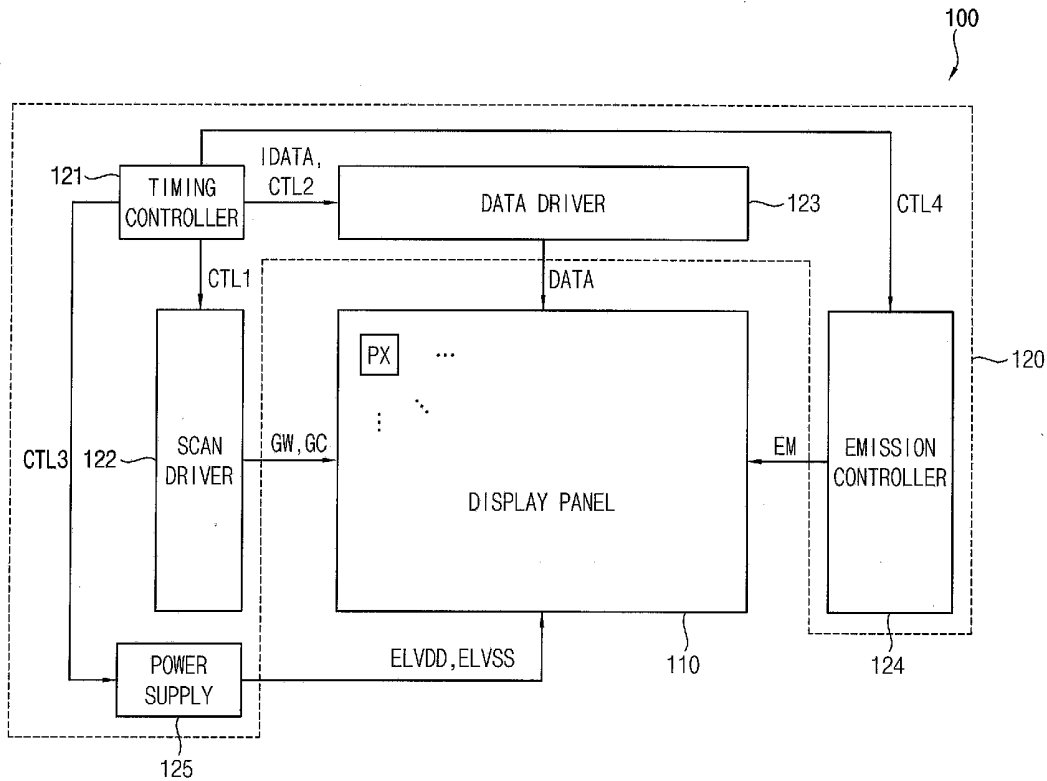 100
121
TIMING
CONTROLLER
IDATA,
CTL2
DATA DRIVER
123
CTL4
CTL1
DATA
PX
...
120
CTL3
122
SCAN
DRIVER
GW,GC
DISPLAY PANEL
EM
EMISSION
CONTROLLER
POWER
SUPPLY
ELVDD,ELVSS
110
124
125